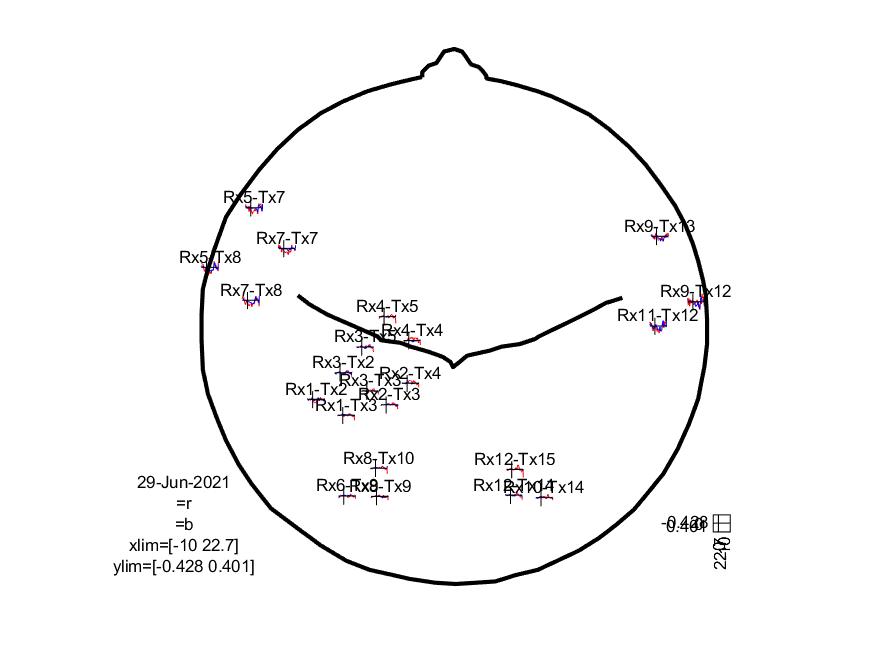 Rx5-Tx7
Rx9-Tx13
Rx7-Tx7
Rx5-Tx8
Rx7-Tx8
Rx9-Tx12
Rx4-Tx5
Rx11-Tx12
Rx4-Tx4
Rx3-Tx5
Rx3-Tx2
Rx2-Tx4
Rx3-Tx3
Rx1-Tx2
Rx2-Tx3
Rx1-Tx3
Rx8-Tx10
Rx12-Tx15
Rx6-Tx9
Rx8-Tx9
Rx12-Tx14
Rx10-Tx14
29-Jun-2021
=r
=b
xlim=[-10 22.7]
ylim=[-0.428 0.401]
-0.428
0.401